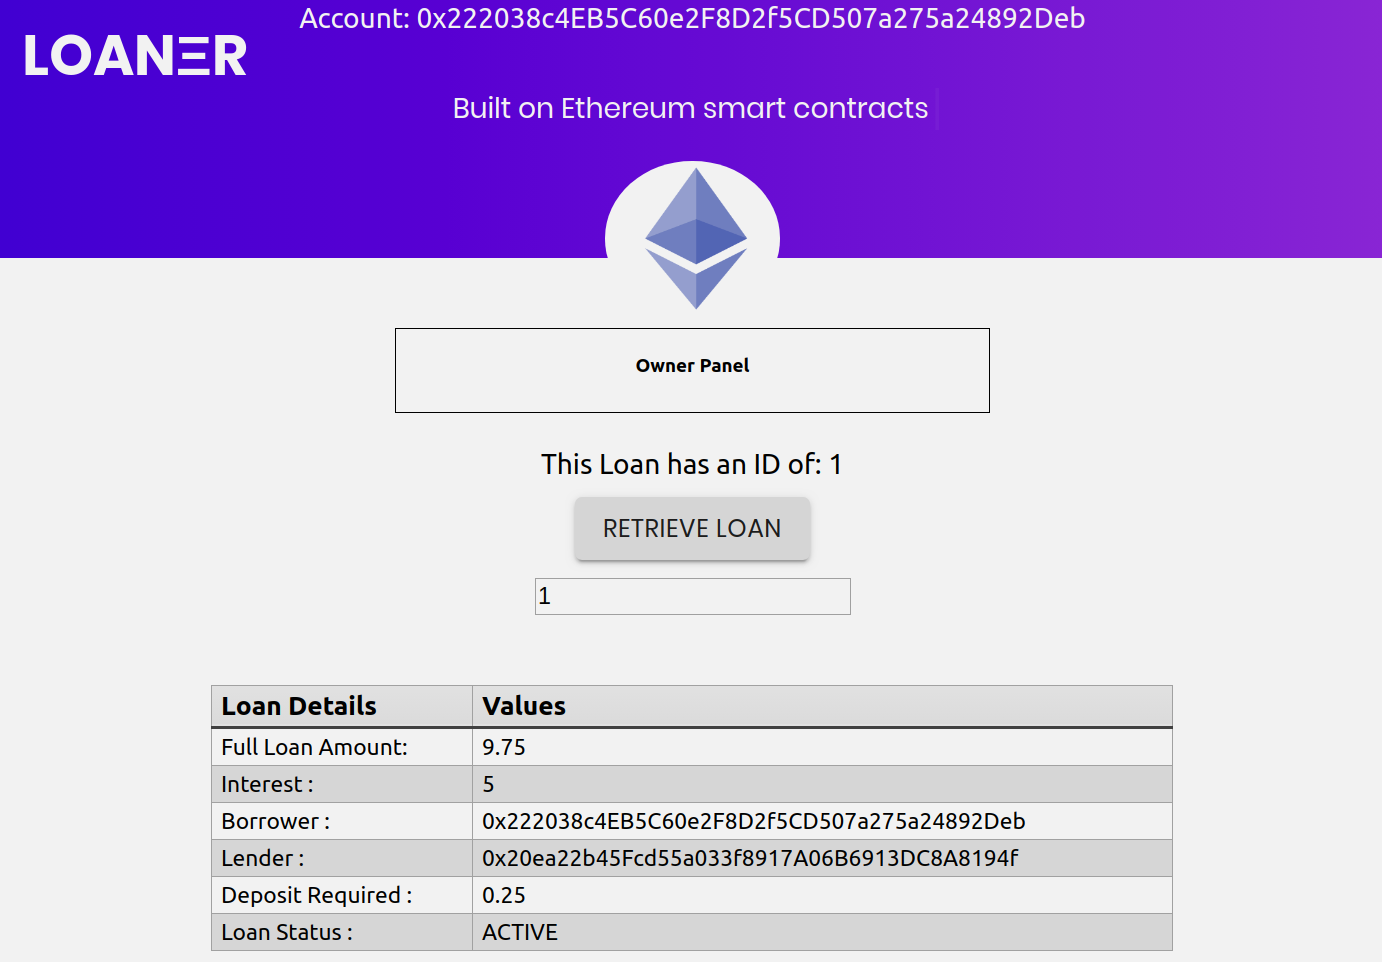 Account: 0x222038c4EB5C60e2F8D2f5CD507a275a24892Deb
LOANΞR
Built on Ethereum smart contracts
Owner Panel
This Loan has an ID of: 1
RETRIEVE LOAN
1
Loan Details Values
Full Loan Amount: 9.75
Interest : 5
Borrower : 0x222038c4EB5C60e2F8D2f5CD507a275a24892Deb
Lender : 0x20ea22b45Fcd55a033f8917A06B6913DC8A8194f
Deposit Required : 0.25
Loan Status : ACTIVE